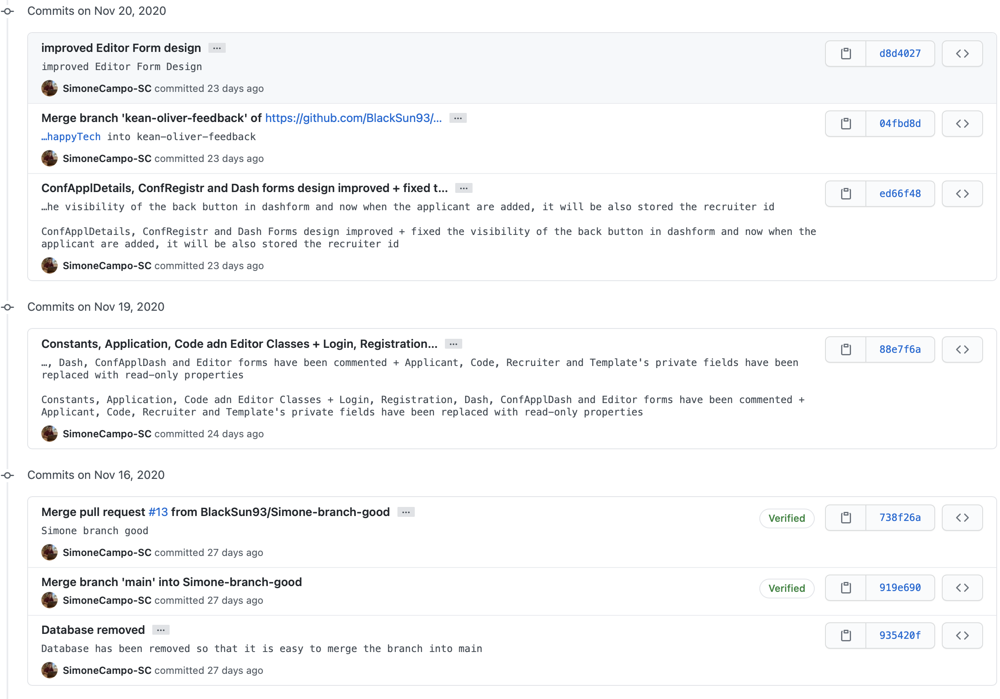 Commits on Nov 20, 2020
improved Editor Form design …
improved Editor Form Design
SimoneCampo-SC committed 23 days ago
d8d4027
Merge branch 'kean-oliver-feedback' of https://github.com/BlackSun93/... …
…happyTech into kean-oliver-feedback
SimoneCampo-SC committed 23 days ago
04fbd8d
ConfApplDetails, ConfRegistr and Dash forms design improved + fixed t... …
…he visibility of the back button in dashform and now when the applicant are added, it will be also stored the recruiter id
ConfApplDetails, ConfRegistr and Dash Forms design improved + fixed the visibility of the back button in dashform and now when the
applicant are added, it will be also stored the recruiter id
SimoneCampo-SC committed 23 days ago
ed66f48
Commits on Nov 19, 2020
Constants, Application, Code adn Editor Classes + Login, Registration... …
…, Dash, ConfApplDash and Editor forms have been commented + Applicant, Code, Recruiter and Template's private fields have been
replaced with read-only properties
Constants, Application, Code adn Editor Classes + Login, Registration, Dash, ConfApplDash and Editor forms have been commented +
Applicant, Code, Recruiter and Template's private fields have been replaced with read-only properties
SimoneCampo-SC committed 24 days ago
88e7f6a
Commits on Nov 16, 2020
Merge pull request #13 from BlackSun93/Simone-branch-good …
Simone branch good
SimoneCampo-SC committed 27 days ago
Verified
738f26a
Merge branch 'main' into Simone-branch-good
SimoneCampo-SC committed 27 days ago
Verified
919e690
Database removed …
Database has been removed so that it is easy to merge the branch into main
SimoneCampo-SC committed 27 days ago
935420f